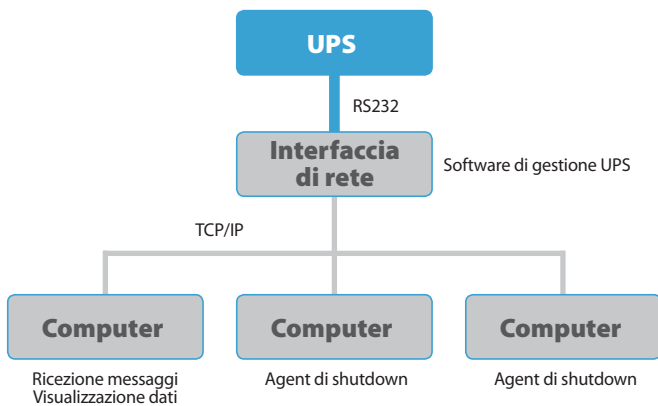 UPS
RS232
Interfaccia
di rete
Software di gestione UPS
TCP/IP
Computer
Computer
Computer
Ricezione messaggi
Visualizzazione dati
Agent di shutdown
Agent di shutdown